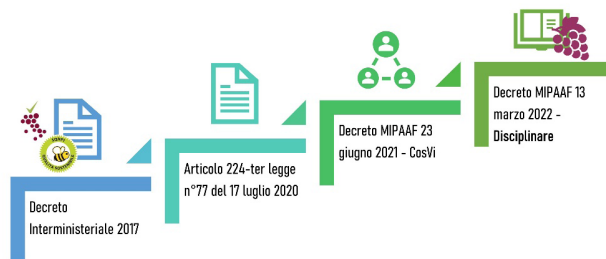 Decreto
Interministeriale 2017
Articolo 224-ter legge
n°77 del 17 luglio 2020
Decreto MIPAAF 23
giugno 2021 - CosVi
Decreto MIPAAF 13
marzo 2022 -
Disciplinare